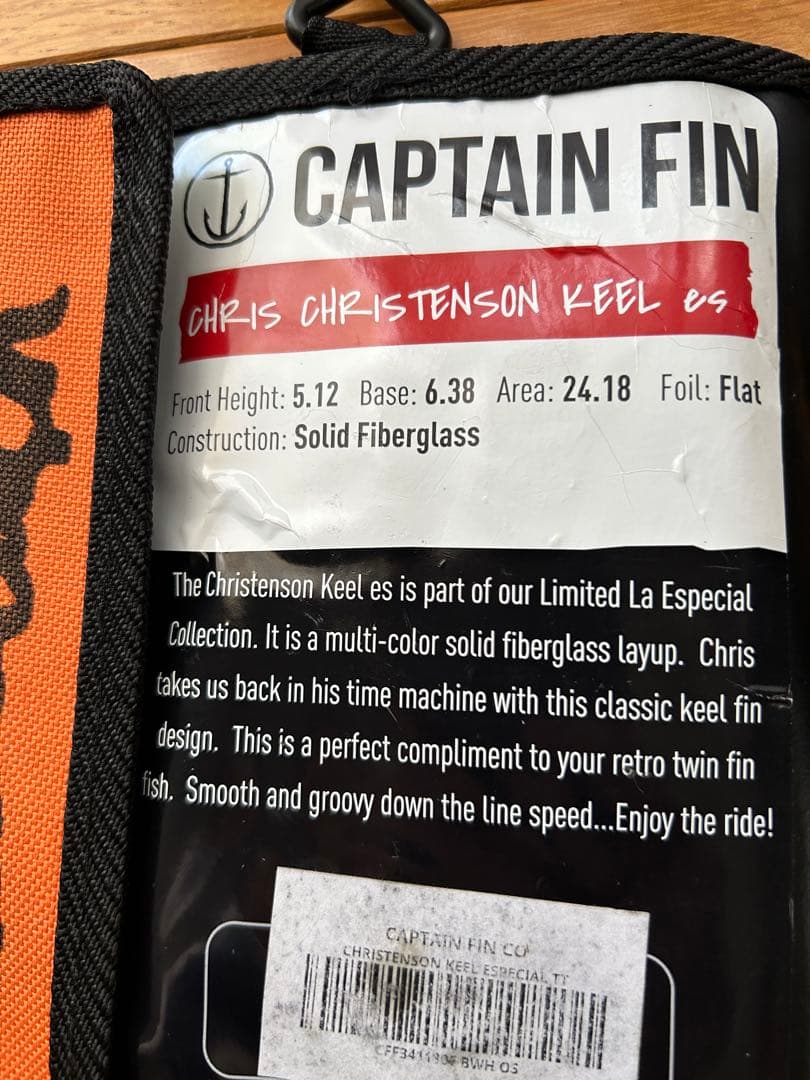 CAPTAIN FIN
CHRIS CHRISTENSON KEEL es
Front Height: 5.12 Base: 6.38 Area: 24.18 Foil: Flat
Construction: Solid Fiberglass
The Christenson Keel es is part of our Limited La Especial
Collection. It is a multi-color solid fiberglass layup. Chris
takes us back in his time machine with this classic keel fin
design. This is a perfect compliment to your retro twin fin
fish. Smooth and groovy down the line speed...Enjoy the ride!
CAPTAIN FIN CO
CHRISTENSON KEEL ESPECIAL TT
BWH OS